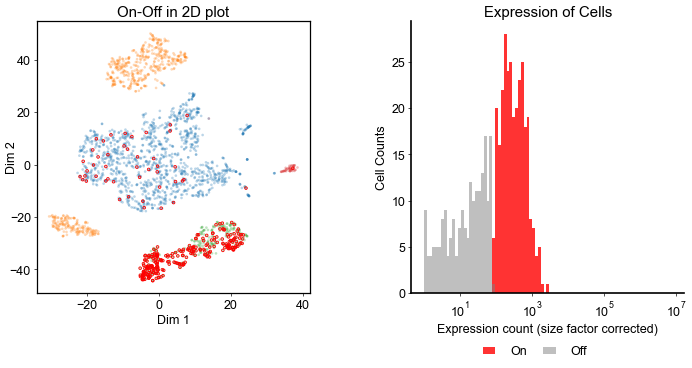 On-Off in 2D plot
Dim 2
40
20
0
−20
−40
−20
0
20
40
Dim 1
Expression of Cells
Cell Counts
25
20
15
10
5
0
10^1
10^3
10^5
10^7
Expression count (size factor corrected)
On Off